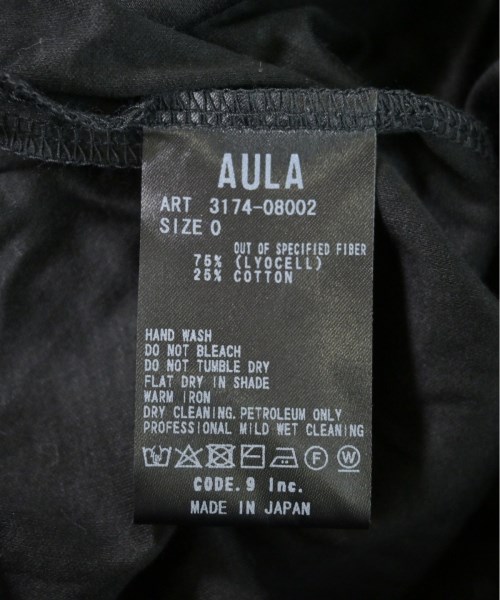 AULA
ART 3174-08002
SIZE 0
OUT OF SPECIFIED FIBER
75% (LYOCELL)
25% COTTON
HAND WASH
DO NOT BLEACH
DO NOT TUMBLE DRY
FLAT DRY IN SHADE
WARM IRON
DRY CLEANING.PETROLEUM ONLY
PROFESSIONAL MILD WET CLEANING
F W
CODE.9 Inc.
MADE IN JAPAN